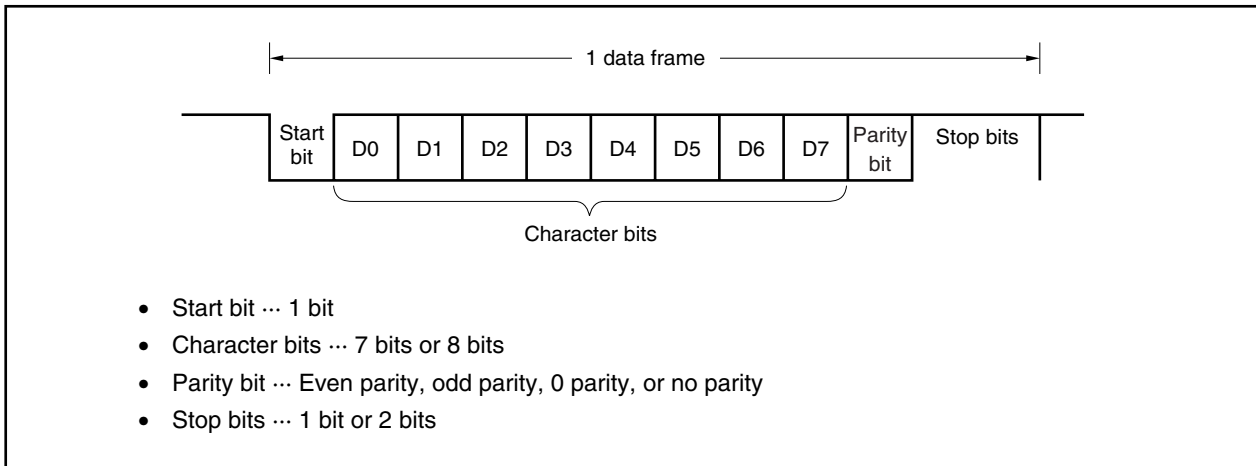 1 data frame
Start bit D0 D1 D2 D3 D4 D5 D6 D7 Parity bit Stop bits
Character bits
• Start bit ··· 1 bit
• Character bits ··· 7 bits or 8 bits
• Parity bit ··· Even parity, odd parity, 0 parity, or no parity
• Stop bits ··· 1 bit or 2 bits